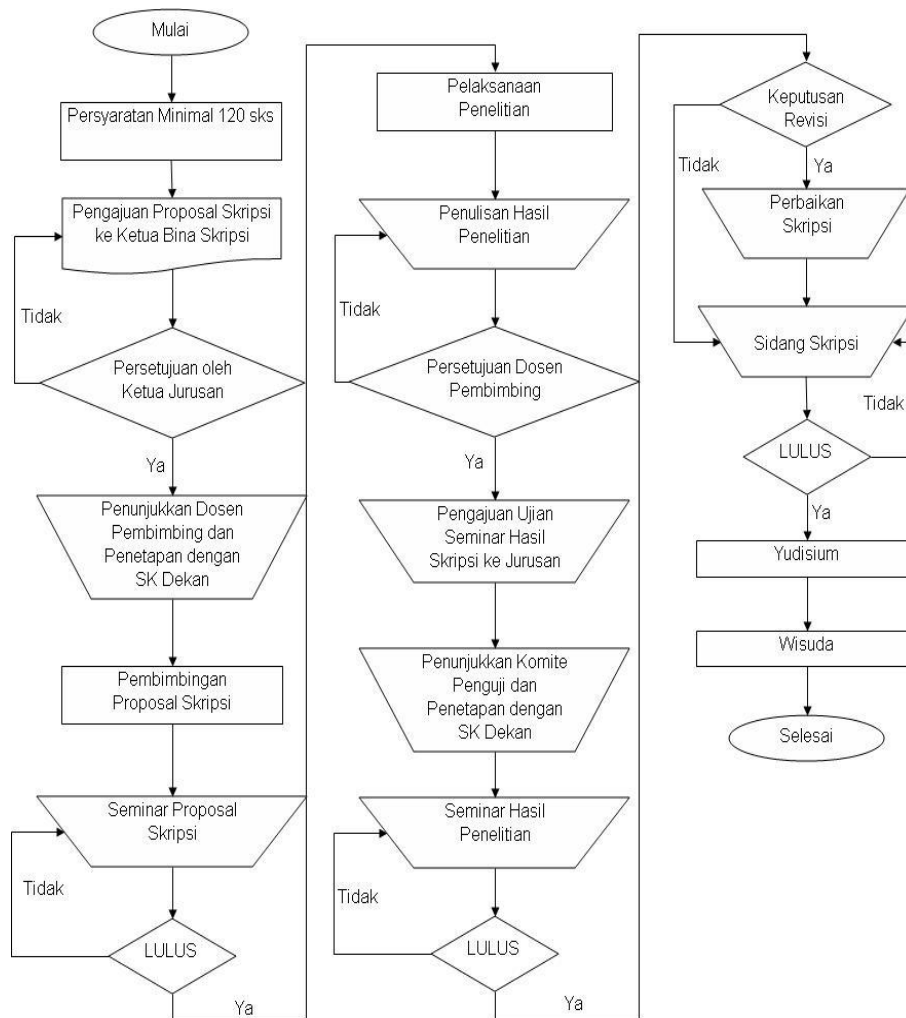 Mulai
Persyaratan Minimal 120 sks
Pengajuan Proposal Skripsi
ke Ketua Bina Skripsi
Tidak
Persetujuan oleh
Ketua Jurusan
Ya
Penunjukkan Dosen
Pembimbing dan
Penetapan dengan
SK Dekan
Pembimbingan
Proposal Skripsi
Seminar Proposal
Skripsi
Tidak
LULUS
Ya
Pelaksanaan
Penelitian
Penulisan Hasil
Penelitian
Tidak
Persetujuan Dosen
Pembimbing
Ya
Pengajuan Ujian
Seminar Hasil
Skripsi ke Jurusan
Penunjukkan Komite
Penguji dan
Penetapan dengan
SK Dekan
Seminar Hasil
Penelitian
Tidak
LULUS
Ya
Keputusan
Revisi
Tidak
Ya
Perbaikan
Skripsi
Sidang Skripsi
Tidak
LULUS
Ya
Yudisium
Wisuda
Selesai